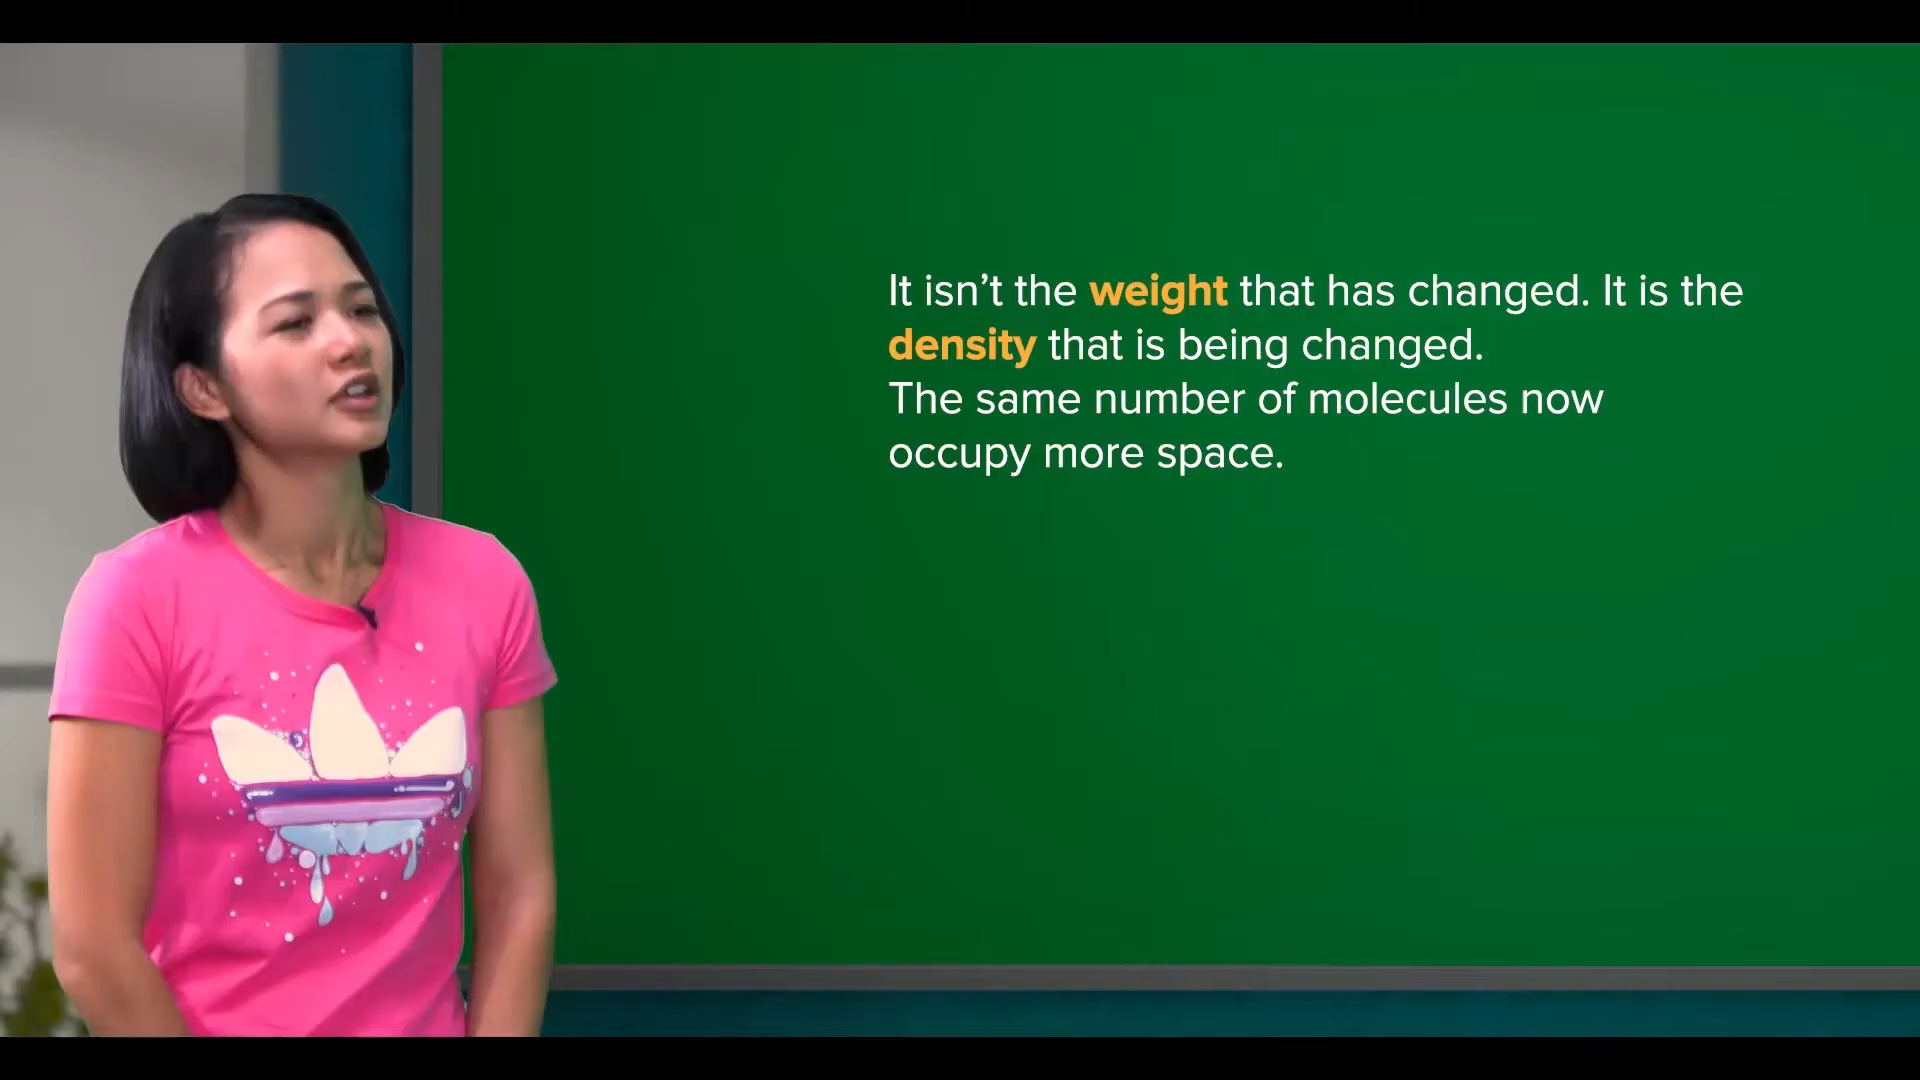 It isn’t the weight that has changed. It is the
density that is being changed.
The same number of molecules now
occupy more space.